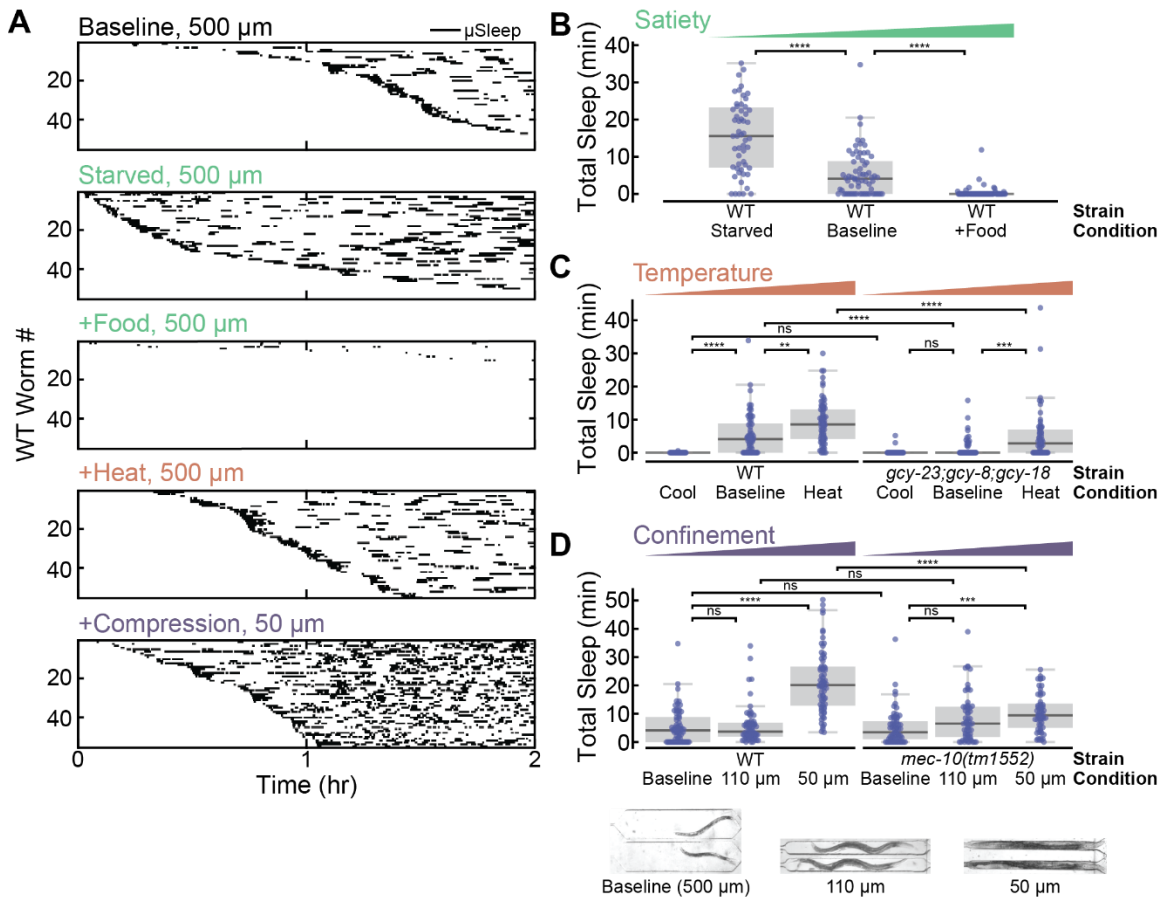 A
Baseline, 500 µm
µSleep
20
40
Starved, 500 µm
20
40
+Food, 500 µm
20
40
+Heat, 500 µm
20
40
+Compression, 50 µm
20
40
WT Worm #
0
1
2
Time (hr)
B
Satiety
****
****
Total Sleep (min)
40
30
20
10
0
WT
WT
WT
Strain
Starved
Baseline
+Food
Condition
C
Temperature
****
****
ns
****
**
ns
***
Total Sleep (min)
40
30
20
10
0
WT
gcy-23;gcy-8;gcy-18
Strain
Cool
Baseline
Heat
Cool
Baseline
Heat
Condition
D
Confinement
****
ns
ns
****
***
ns
ns
Total Sleep (min)
50
40
30
20
10
0
WT
mec-10(tm1552)
Strain
Baseline
110 µm
50 µm
Baseline
110 µm
50 µm
Condition
Baseline (500 µm)
110 µm
50 µm